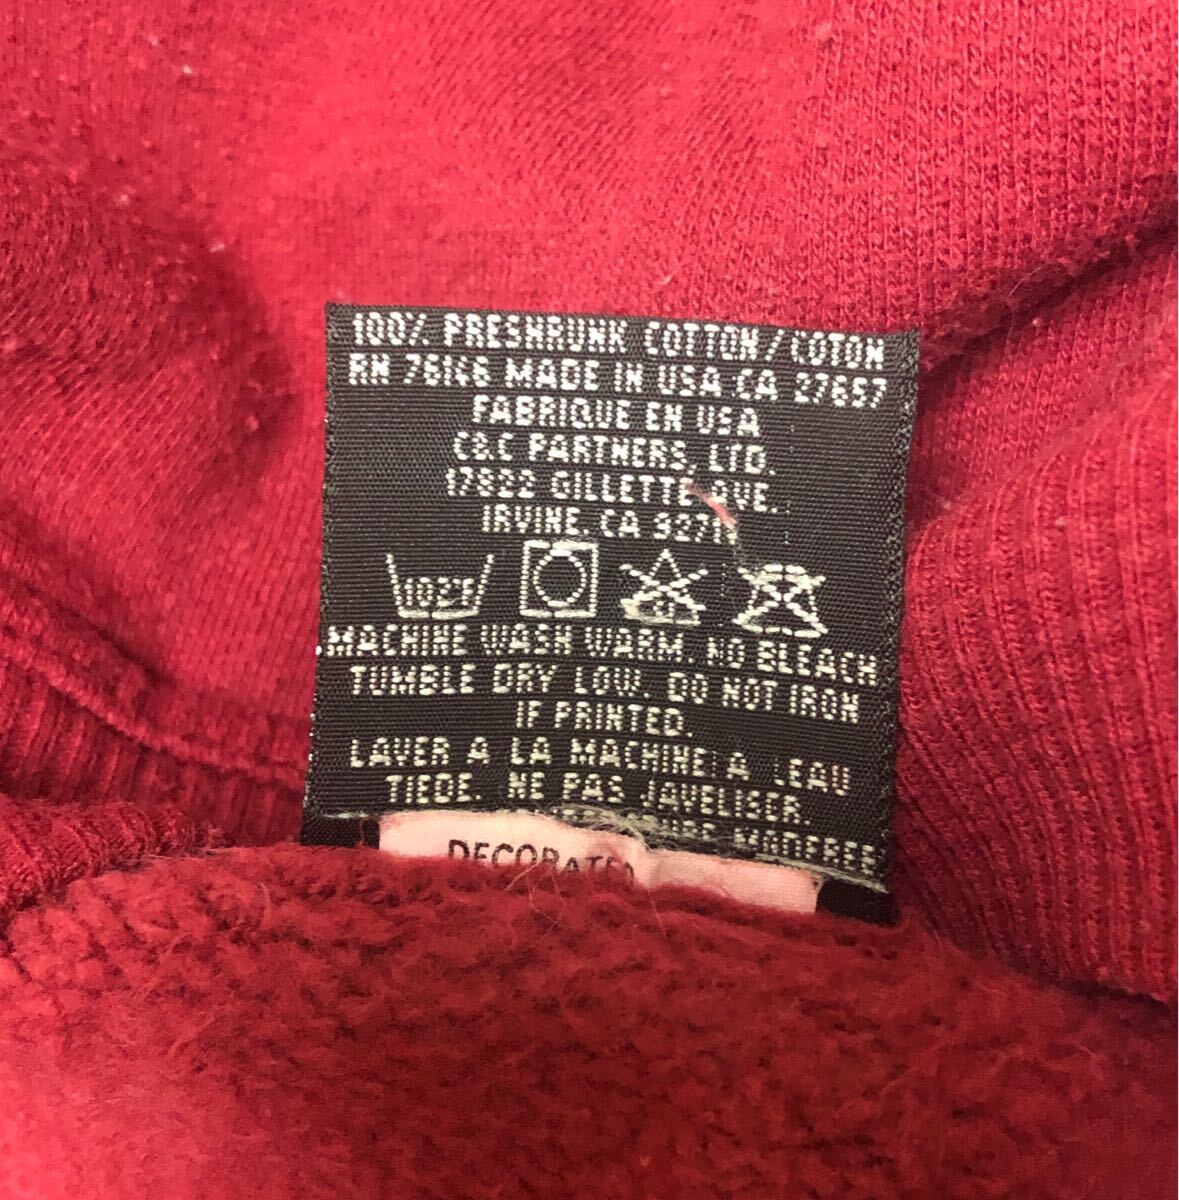 100% PRESHRUNK COTTON/COTON
RN 76146 MADE IN USA CA 27657
FABRIQUE EN USA
C&C PARTNERS, LTD.
17822 GILLETTE AVE.
IRVINE, CA
102°F
MACHINE WASH WARM. NO BLEACH
TUMBLE DRY LOW. DO NOT IRON
IF PRINTED.
LAVER A LA MACHINE A LEAU
TIEDE. NE PAS JAVELISER.
DECORATED